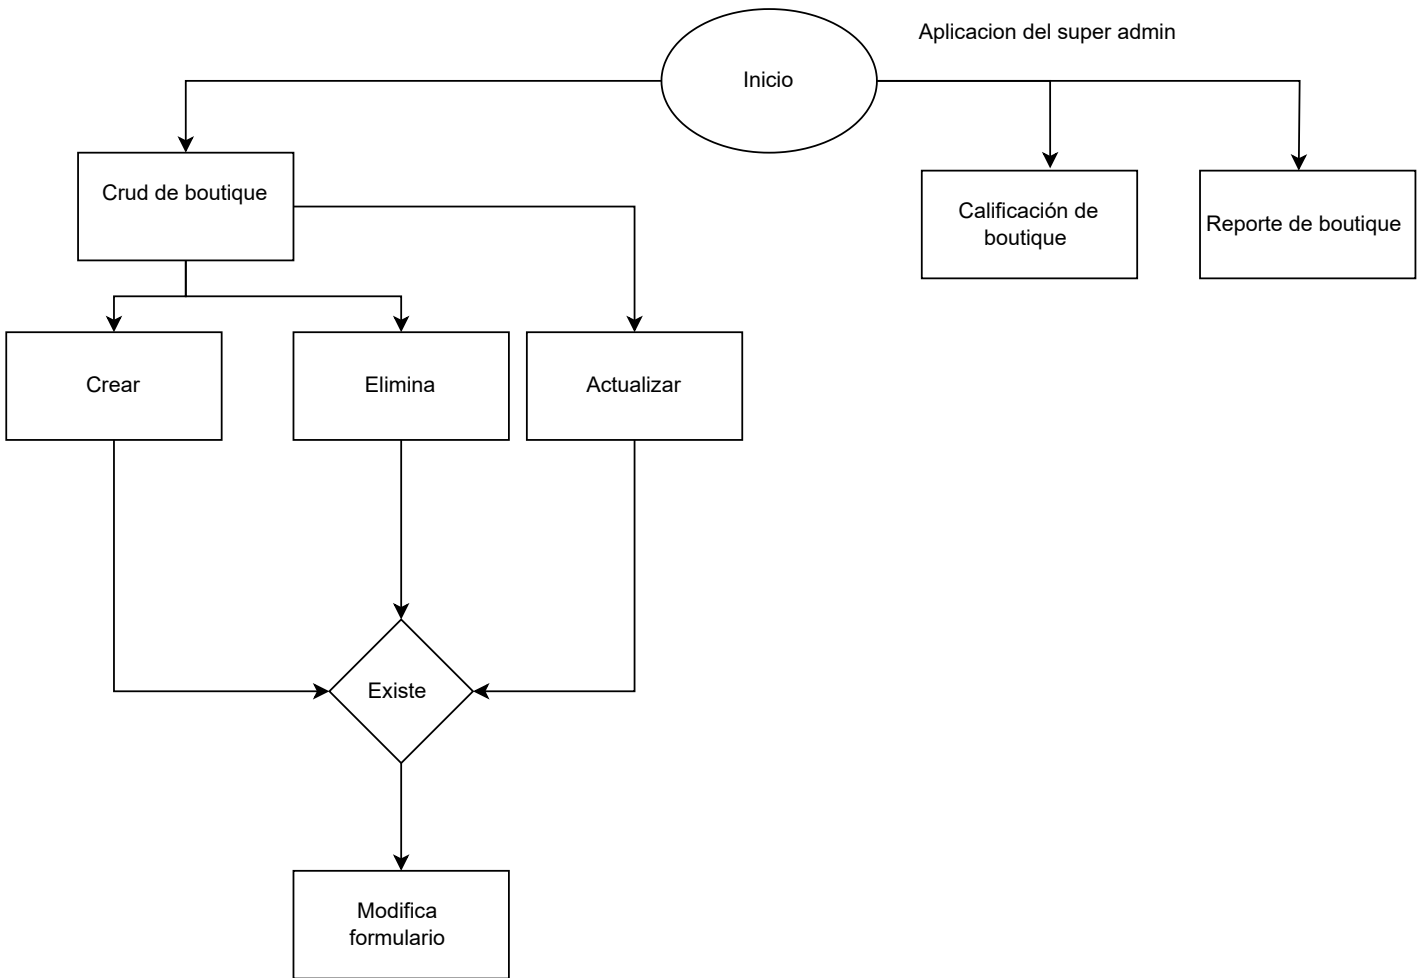 Aplicacion del super admin
Inicio
Crud de boutique
Calificación de
boutique
Reporte de boutique
Crear
Elimina
Actualizar
Existe
Modifica
formulario